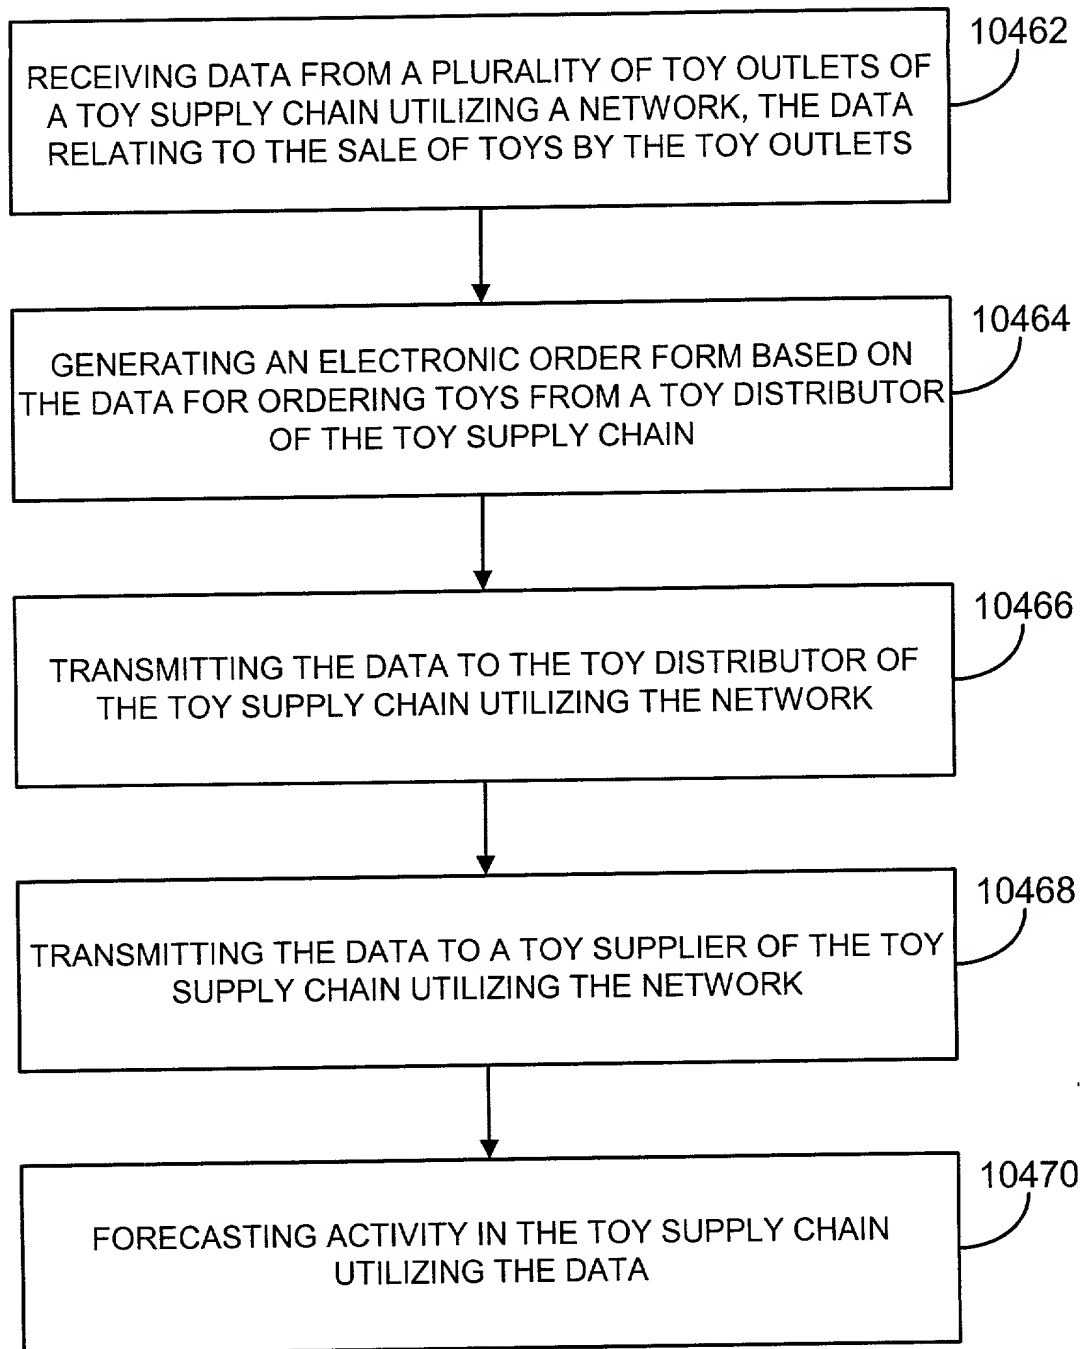 10462
RECEIVING DATA FROM A PLURALITY OF TOY OUTLETS OF
A TOY SUPPLY CHAIN UTILIZING A NETWORK, THE DATA
RELATING TO THE SALE OF TOYS BY THE TOY OUTLETS
10464
GENERATING AN ELECTRONIC ORDER FORM BASED ON
THE DATA FOR ORDERING TOYS FROM A TOY DISTRIBUTOR
OF THE TOY SUPPLY CHAIN
10466
TRANSMITTING THE DATA TO THE TOY DISTRIBUTOR OF
THE TOY SUPPLY CHAIN UTILIZING THE NETWORK
10468
TRANSMITTING THE DATA TO A TOY SUPPLIER OF THE TOY
SUPPLY CHAIN UTILIZING THE NETWORK
10470
FORECASTING ACTIVITY IN THE TOY SUPPLY CHAIN
UTILIZING THE DATA